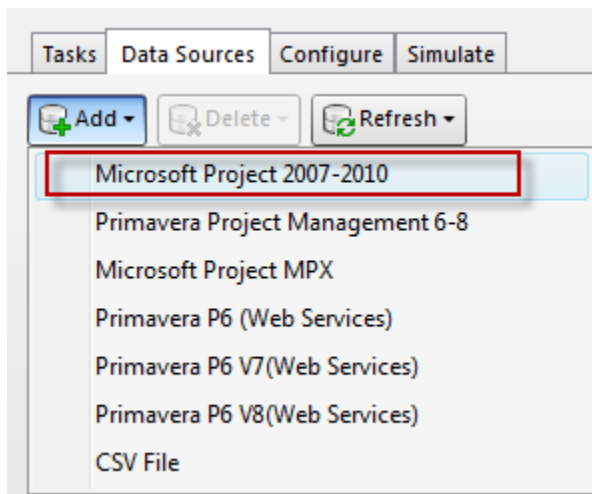 Tasks Data Sources Configure Simulate
Add Delete Refresh
Microsoft Project 2007-2010
Primavera Project Management 6-8
Microsoft Project MPX
Primavera P6 (Web Services)
Primavera P6 V7(Web Services)
Primavera P6 V8(Web Services)
CSV File